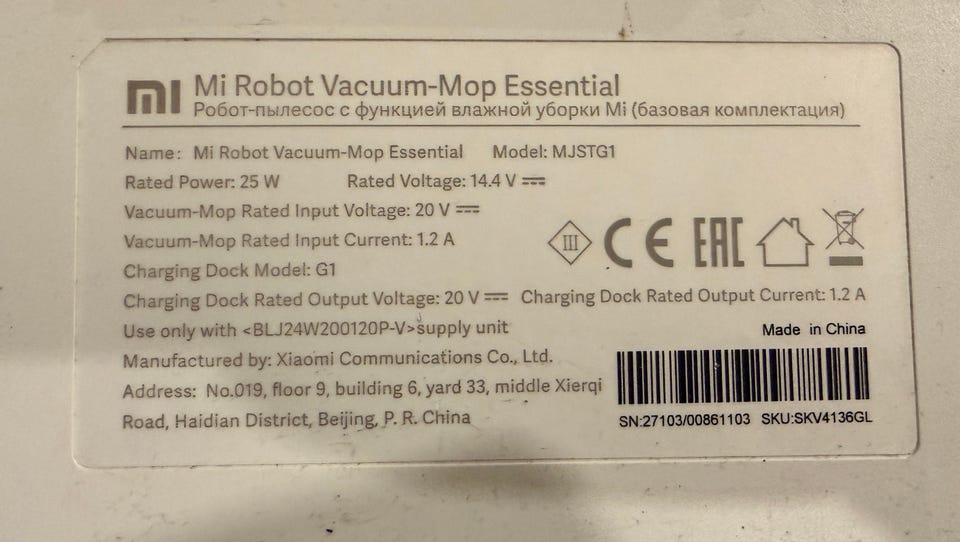 mi Mi Robot Vacuum-Mop Essential
Робот-пылесос с функцией влажной уборки Mi (базовая комплектация)
Name: Mi Robot Vacuum-Mop Essential Model: MJSTG1
Rated Power: 25 W Rated Voltage: 14.4 V ⎓
Vacuum-Mop Rated Input Voltage: 20 V ⎓
Vacuum-Mop Rated Input Current: 1.2 A
III CE EAC
Charging Dock Model: G1
Charging Dock Rated Output Voltage: 20 V ⎓ Charging Dock Rated Output Current: 1.2 A
Use only with <BLJ24W200120P-V>supply unit
Made in China
Manufactured by: Xiaomi Communications Co., Ltd.
Address: No.019, floor 9, building 6, yard 33, middle Xierqi
Road, Haidian District, Beijing, P. R. China
SN:27103/00861103 SKU:SKV4136GL